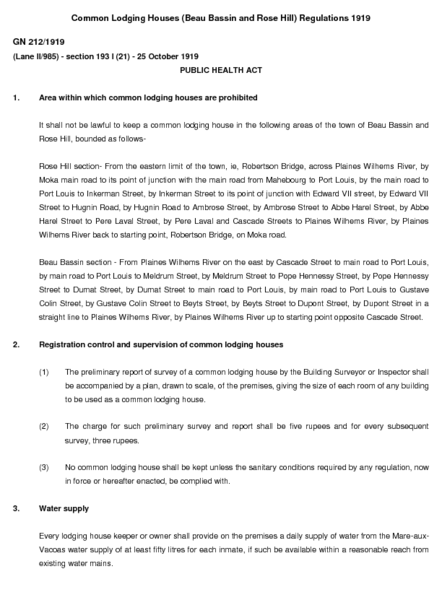 Common Lodging Houses (Beau Bassin and Rose Hill) Regulations 1919
GN 212/1919
(Lane II/985) - section 193 I (21) - 25 October 1919
PUBLIC HEALTH ACT
1. Area within which common lodging houses are prohibited
It shall not be lawful to keep a common lodging house in the following areas of the town of Beau Bassin and
Rose Hill, bounded as follows-
Rose Hill section- From the eastern limit of the town, ie, Robertson Bridge, across Plaines Wilhems River, by
Moka main road to its point of junction with the main road from Mahebourg to Port Louis, by the main road to
Port Louis to Inkerman Street, by Inkerman Street to its point of junction with Edward VII street, by Edward VII
Street to Hugnin Road, by Hugnin Road to Ambrose Street, by Ambrose Street to Abbe Harel Street, by Abbe
Harel Street to Pere Laval Street, by Pere Laval and Cascade Streets to Plaines Wilhems River, by Plaines
Wilhems River back to starting point, Robertson Bridge, on Moka road.
Beau Bassin section - From Plaines Wilhems River on the east by Cascade Street to main road to Port Louis,
by main road to Port Louis to Meldrum Street, by Meldrum Street to Pope Hennessy Street, by Pope Hennessy
Street to Dumat Street, by Dumat Street to main road to Port Louis, by main road to Port Louis to Gustave
Colin Street, by Gustave Colin Street to Beyts Street, by Beyts Street to Dupont Street, by Dupont Street in a
straight line to Plaines Wilhems River, by Plaines Wilhems River up to starting point opposite Cascade Street.
2. Registration control and supervision of common lodging houses
(1) The preliminary report of survey of a common lodging house by the Building Surveyor or Inspector shall
be accompanied by a plan, drawn to scale, of the premises, giving the size of each room of any building
to be used as a common lodging house.
(2) The charge for such preliminary survey and report shall be five rupees and for every subsequent
survey, three rupees.
(3) No common lodging house shall be kept unless the sanitary conditions required by any regulation, now
in force or hereafter enacted, be complied with.
3. Water supply
Every lodging house keeper or owner shall provide on the premises a daily supply of water from the Mare-aux-
Vacoas water supply of at least fifty litres for each inmate, if such be available within a reasonable reach from
existing water mains.